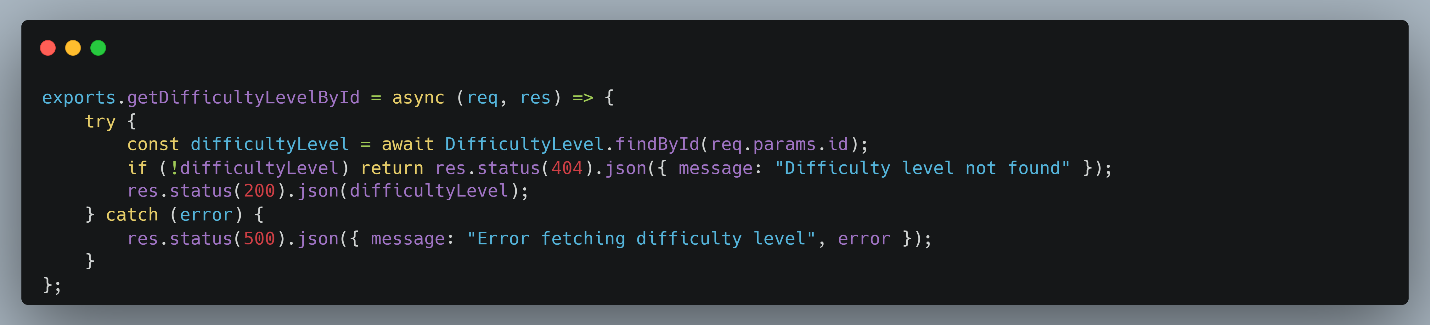 exports.getDifficultyLevelById = async (req, res) => {
    try {
        const difficultyLevel = await DifficultyLevel.findById(req.params.id);
        if (!difficultyLevel) return res.status(404).json({ message: "Difficulty level not found" });
        res.status(200).json(difficultyLevel);
    } catch (error) {
        res.status(500).json({ message: "Error fetching difficulty level", error });
    }
};